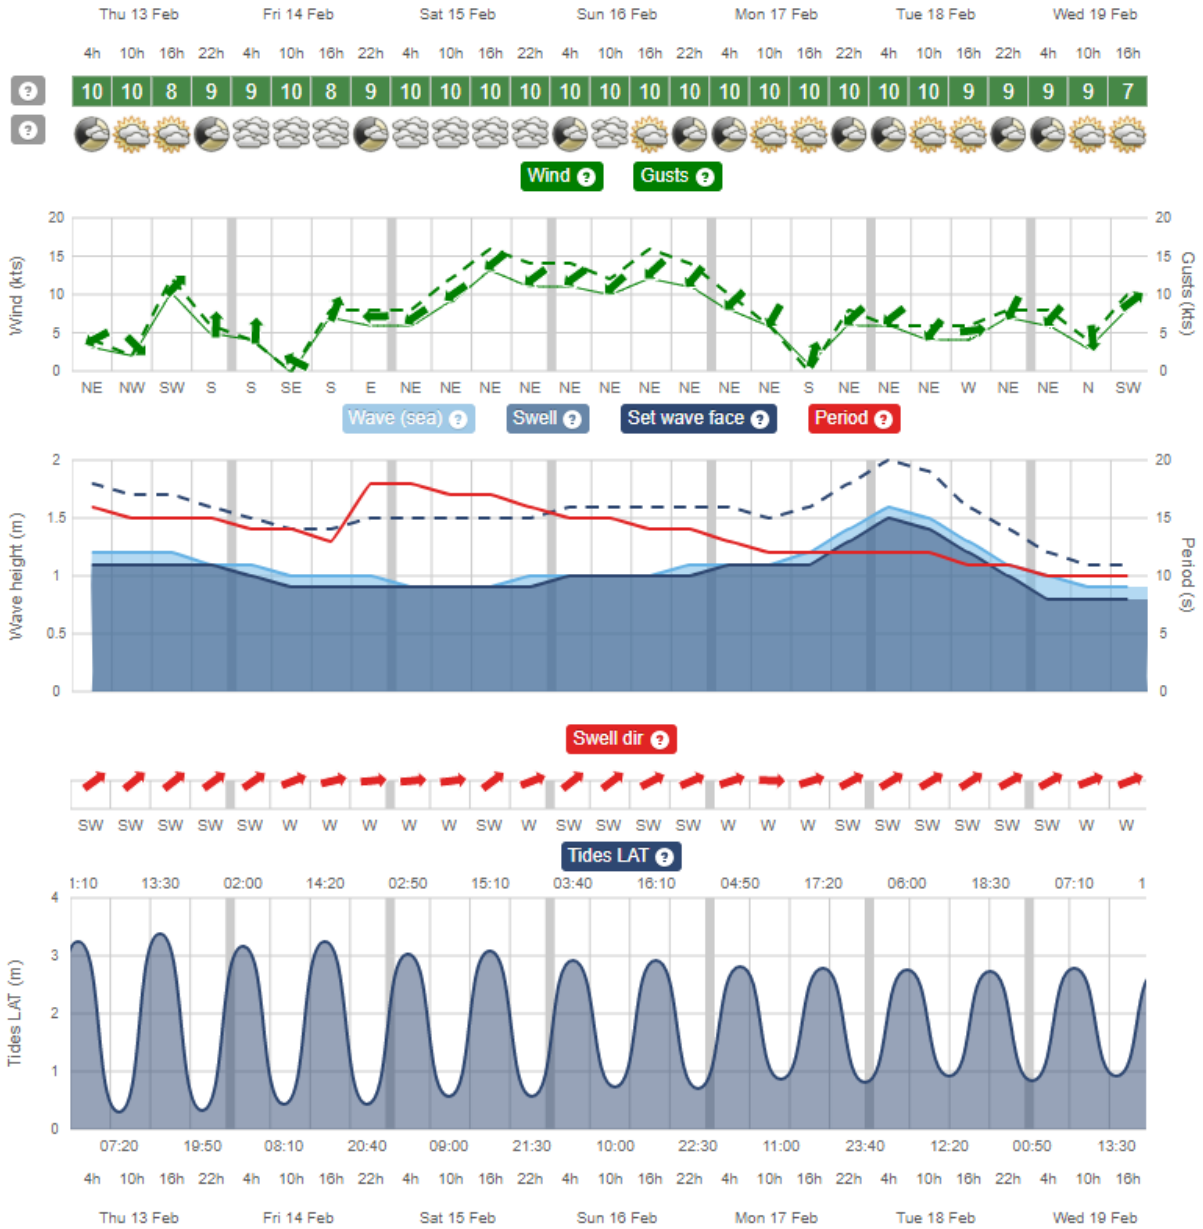 Thu 13 Feb Fri 14 Feb Sat 15 Feb Sun 16 Feb Mon 17 Feb Tue 18 Feb Wed 19 Feb
4h 10h 16h 22h 4h 10h 16h 22h 4h 10h 16h 22h 4h 10h 16h 22h 4h 10h 16h 22h 4h 10h 16h 22h 4h 10h 16h
? 10 10 8 9 9 10 8 9 10 10 10 10 10 10 10 10 10 10 10 10 10 10 9 9 9 9 7
?
Wind ? Gusts ?
20 20
15 15
10 10
5 5
0 0
Wind (kts)
Gusts (kts)
NE NW SW S S SE S E NE NE NE NE NE NE NE NE NE NE S NE NE NE W NE NE N SW
Wave (sea) ? Swell ? Set wave face ? Period ?
2 20
1.5 15
1 10
0.5 5
0 0
Wave height (m)
Period (s)
Swell dir ?
SW SW SW SW SW W W W W W SW W SW SW SW SW W W W SW SW SW SW SW SW W W
Tides LAT ?
1:10 13:30 02:00 14:20 02:50 15:10 03:40 16:10 04:50 17:20 06:00 18:30 07:10 1
4
3
2
1
0
Tides LAT (m)
07:20 19:50 08:10 20:40 09:00 21:30 10:00 22:30 11:00 23:40 12:20 00:50 13:30
4h 10h 16h 22h 4h 10h 16h 22h 4h 10h 16h 22h 4h 10h 16h 22h 4h 10h 16h 22h 4h 10h 16h 22h 4h 10h 16h
Thu 13 Feb Fri 14 Feb Sat 15 Feb Sun 16 Feb Mon 17 Feb Tue 18 Feb Wed 19 Feb